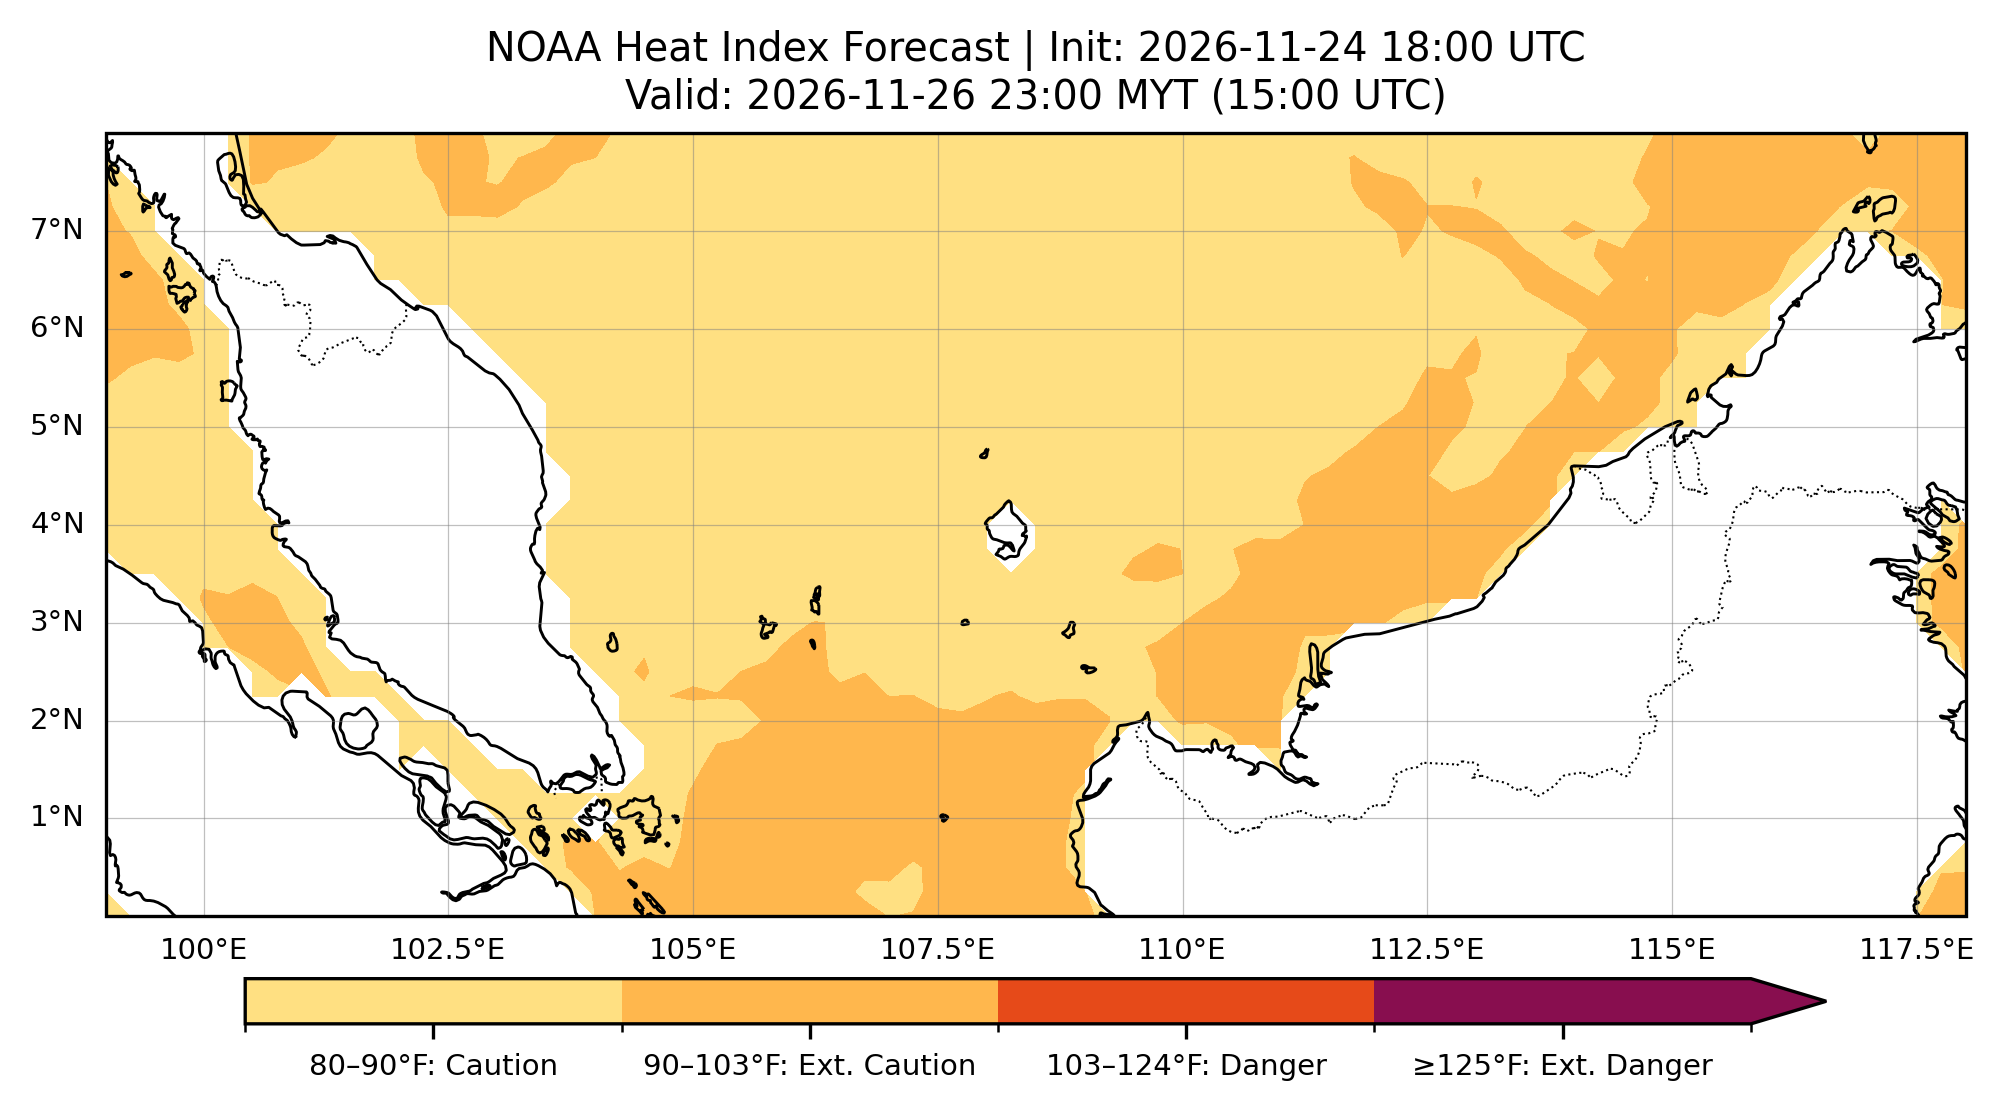 NOAA Heat Index Forecast | Init: 2026-11-24 18:00 UTC
Valid: 2026-11-26 23:00 MYT (15:00 UTC)
7°N
6°N
5°N
4°N
3°N
2°N
1°N
100°E 102.5°E 105°E 107.5°E 110°E 112.5°E 115°E 117.5°E
80–90°F: Caution 90–103°F: Ext. Caution 103–124°F: Danger ≥125°F: Ext. Danger